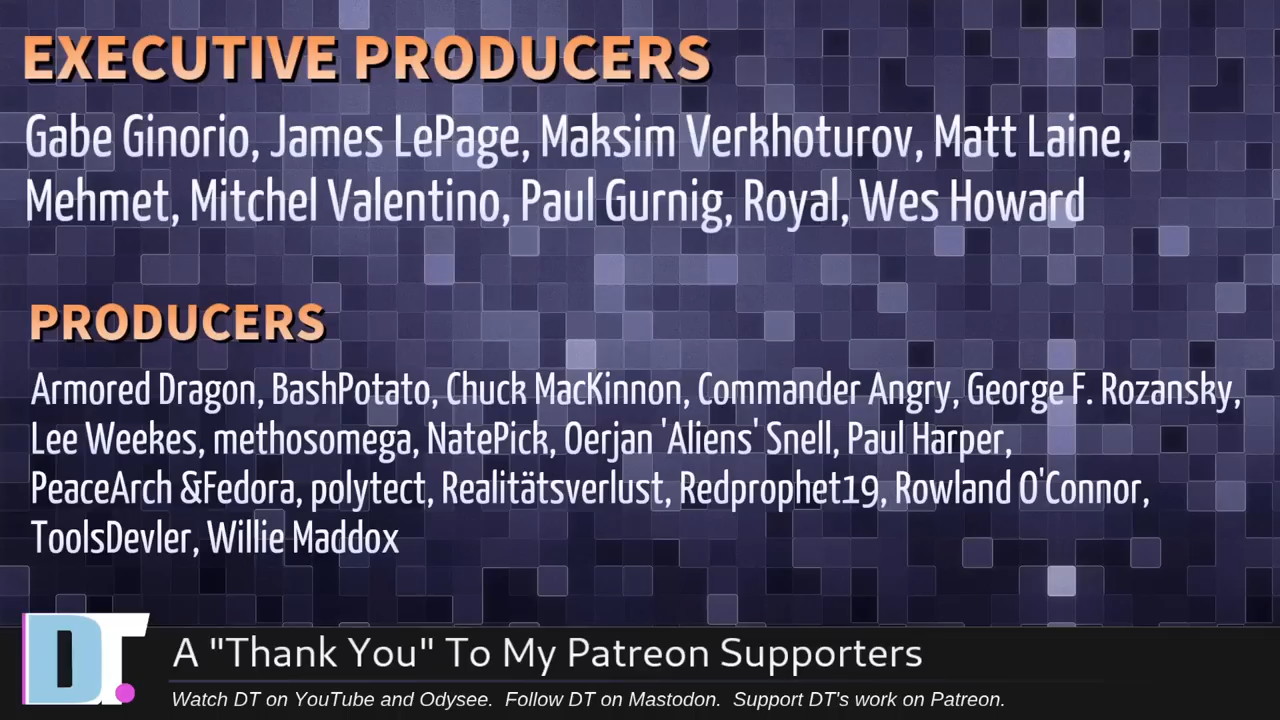 EXECUTIVE PRODUCERS
Gabe Ginorio, James LePage, Maksim Verkhoturov, Matt Laine,
Mehmet, Mitchel Valentino, Paul Gurnig, Royal, Wes Howard
PRODUCERS
Armored Dragon, BashPotato, Chuck MacKinnon, Commander Angry, George F. Rozansky,
Lee Weekes, methosomega, NatePick, Oerjan 'Aliens' Snell, Paul Harper,
PeaceArch &Fedora, polytect, Realitätsverlust, Redprophet19, Rowland O'Connor,
ToolsDevler, Willie Maddox
DT.
A "Thank You" To My Patreon Supporters
Watch DT on YouTube and Odysee.  Follow DT on Mastodon.  Support DT's work on Patreon.